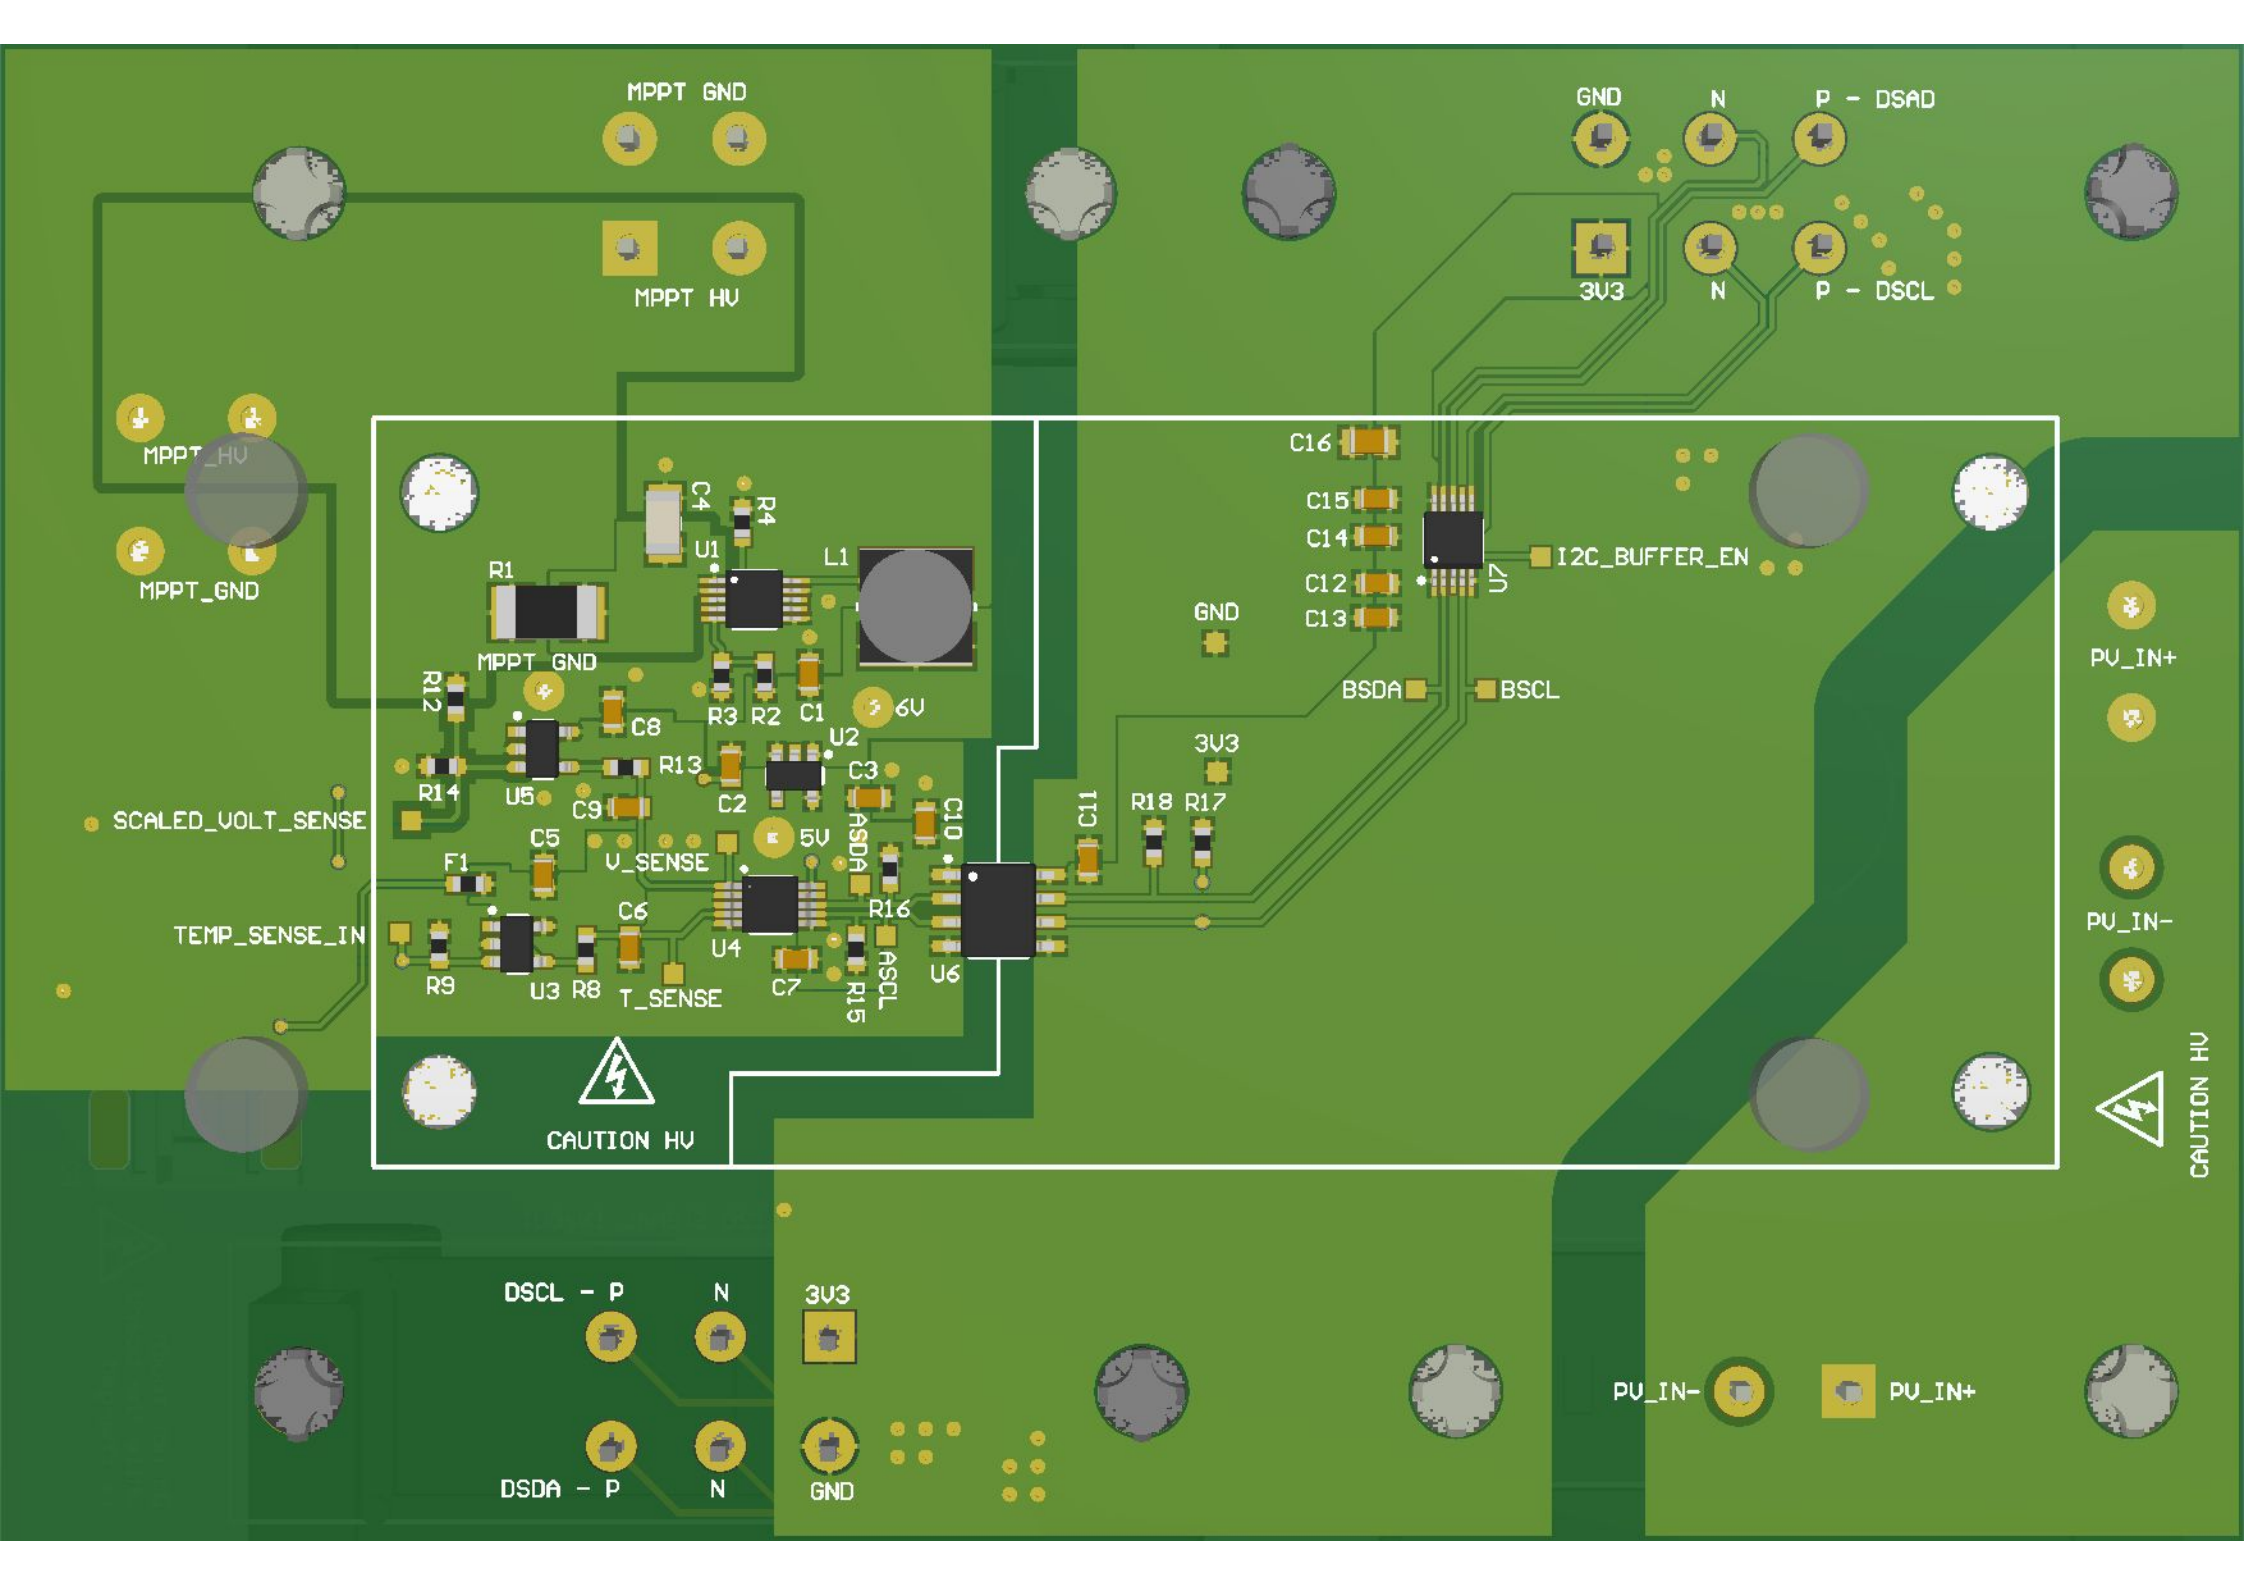 MPPT GND
GND
N
P - DSAD
MPPT HV
3V3
N
P - DSCL
MPPT_HV
MPPT_GND
C4
R4
U1
L1
R1
MPPT GND
R12
R3
R2
C1
6V
C8
U2
R13
R14
U5
C9
C2
C3
C10
SCALED_VOLT_SENSE
C5
V_SENSE
5V
ASDA
F1
TEMP_SENSE_IN
C6
U4
R16
R9
U3
R8
T_SENSE
C7
R15
ASCL
U6
C16
C15
C14
C12
C13
U7
I2C_BUFFER_EN
GND
BSDA
BSCL
3V3
C11
R18
R17
PV_IN+
PV_IN-
CAUTION HV
CAUTION HV
DSCL - P
N
3V3
DSDA - P
N
GND
PV_IN-
PV_IN+